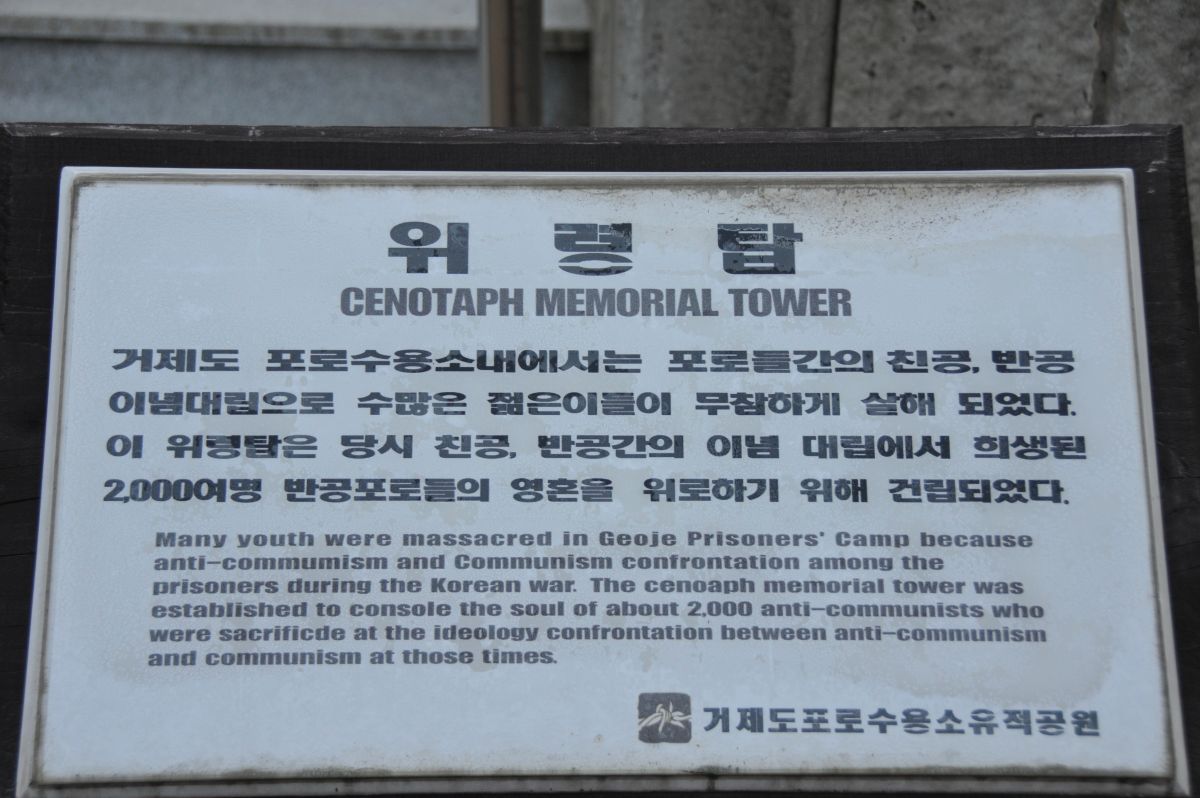 위령탑
CENOTAPH MEMORIAL TOWER
거제도 포로수용소내에서는 포로들간의 친공, 반공
이념대립으로 수많은 젊은이들이 무참하게 살해 되었다.
이 위령탑은 당시 친공, 반공간의 이념 대립에서 희생된
2,000여명 반공포로들의 영혼을 위로하기 위해 건립되었다.
Many youth were massacred in Geoje Prisoners' Camp because
anti-commumism and Communism confrontation among the
prisoners during the Korean war. The cenoaph memorial tower was
established to console the soul of about 2,000 anti-communists who
were sacrificde at the ideology confrontation between anti-communism
and communism at those times.
거제도포로수용소유적공원